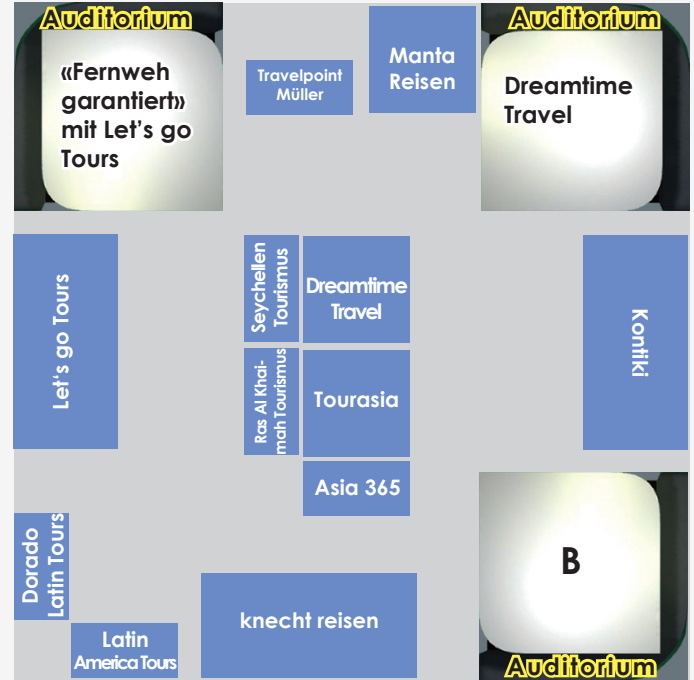 Auditorium
«Fernweh
garantiert»
mit Let's go
Tours
Travelpoint
Müller
Manta
Reisen
Auditorium
Dreamtime
Travel
Let's go Tours
Seychellen
Tourismus
Dreamtime
Travel
Kontiki
Ras Al Khai-
mah Tourismus
Tourasia
Asia 365
Dorado
Latin Tours
Latin
America Tours
knecht reisen
B
Auditorium